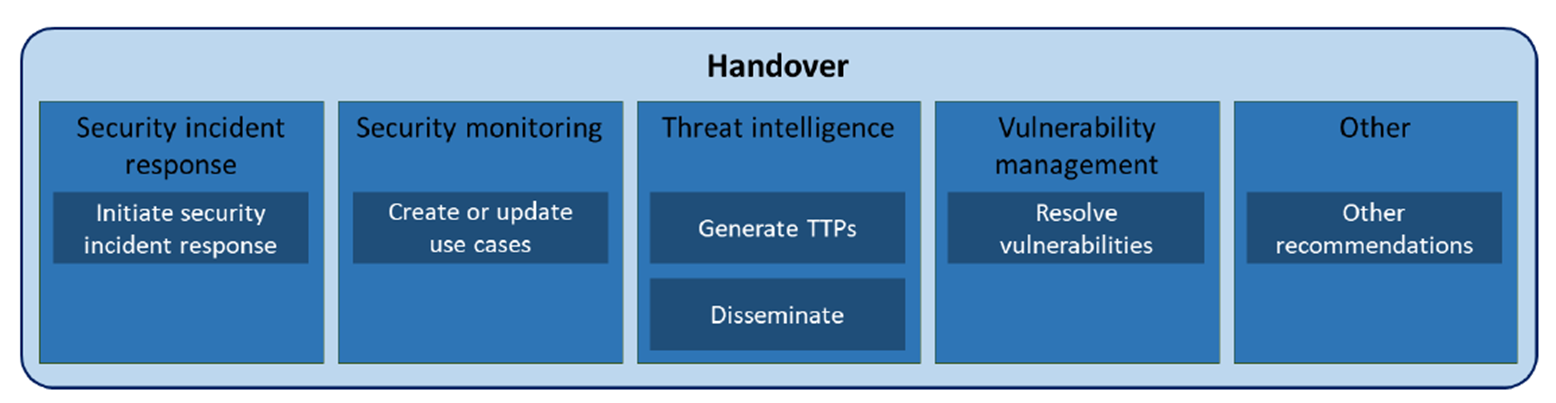 Handover
Security incident
response
Initiate security
incident response
Security monitoring
Create or update
use cases
Threat intelligence
Generate TTPs
Disseminate
Vulnerability
management
Resolve
vulnerabilities
Other
Other
recommendations